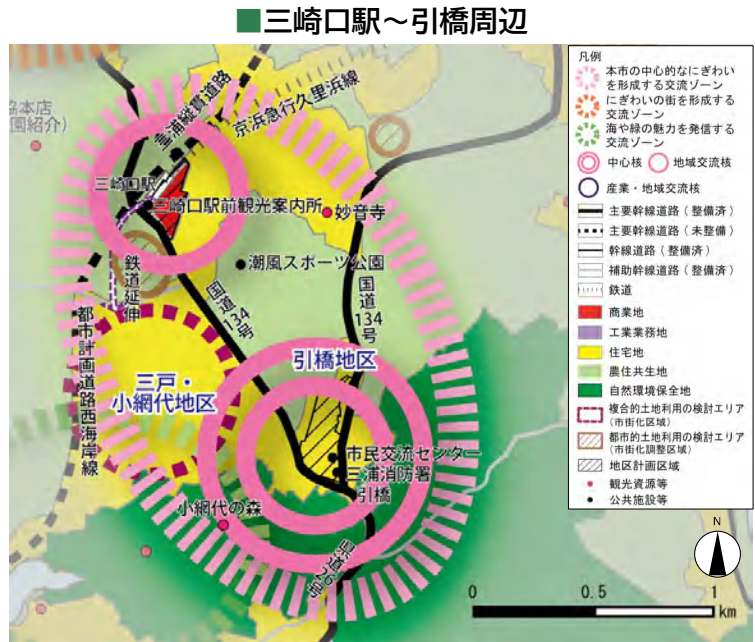 ■三崎口駅～引橋周辺
協本店
園紹介）
三浦縦貫道路
京浜急行久里浜線
三崎口駅
三崎口駅前観光案内所
妙音寺
潮風スポーツ公園
鉄道延伸
国道134号
国道134号
都市計画道路西海岸線
引橋地区
三戸・
小網代地区
市民交流センター
三浦消防署
引橋
小網代の森
県道26号
凡例
本市の中心的なにぎわい
を形成する交流ゾーン
にぎわいの街を形成する
交流ゾーン
海や緑の魅力を発信する
交流ゾーン
中心核 地域交流核
産業・地域交流核
主要幹線道路（整備済）
主要幹線道路（未整備）
幹線道路（整備済）
補助幹線道路（整備済）
鉄道
商業地
工業業務地
住宅地
農住共生地
自然環境保全地
複合的土地利用の検討エリア
（市街化区域）
都市的土地利用の検討エリア
（市街化調整区域）
地区計画区域
観光資源等
公共施設等
N
0 0.5 1
km